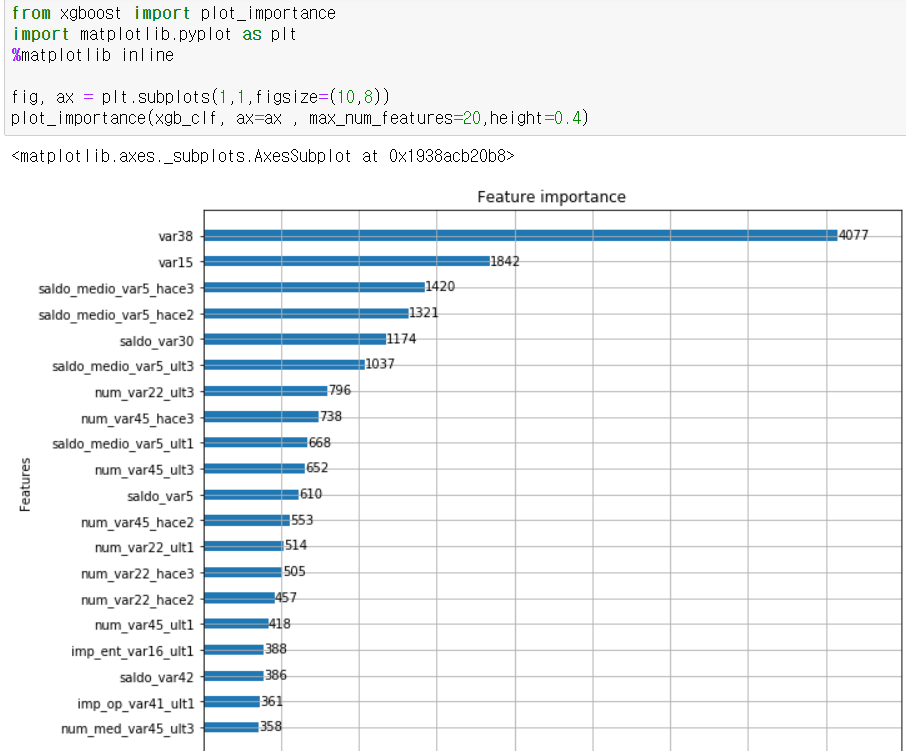 from xgboost import plot_importance
import matplotlib.pyplot as plt
%matplotlib inline
fig, ax = plt.subplots(1,1,figsize=(10,8))
plot_importance(xgb_clf, ax=ax , max_num_features=20,height=0.4)
<matplotlib.axes._subplots.AxesSubplot at 0x1938acb20b8>
Feature importance
var38 4077
var15 1842
saldo_medio_var5_hace3 1420
saldo_medio_var5_hace2 1321
saldo_var30 1174
saldo_medio_var5_ult3 1037
num_var22_ult3 796
num_var45_hace3 738
saldo_medio_var5_ult1 668
num_var45_ult3 652
saldo_var5 610
num_var45_hace2 553
num_var22_ult1 514
num_var22_hace3 505
num_var22_hace2 457
num_var45_ult1 418
imp_ent_var16_ult1 388
saldo_var42 386
imp_op_var41_ult1 361
num_med_var45_ult3 358
Features